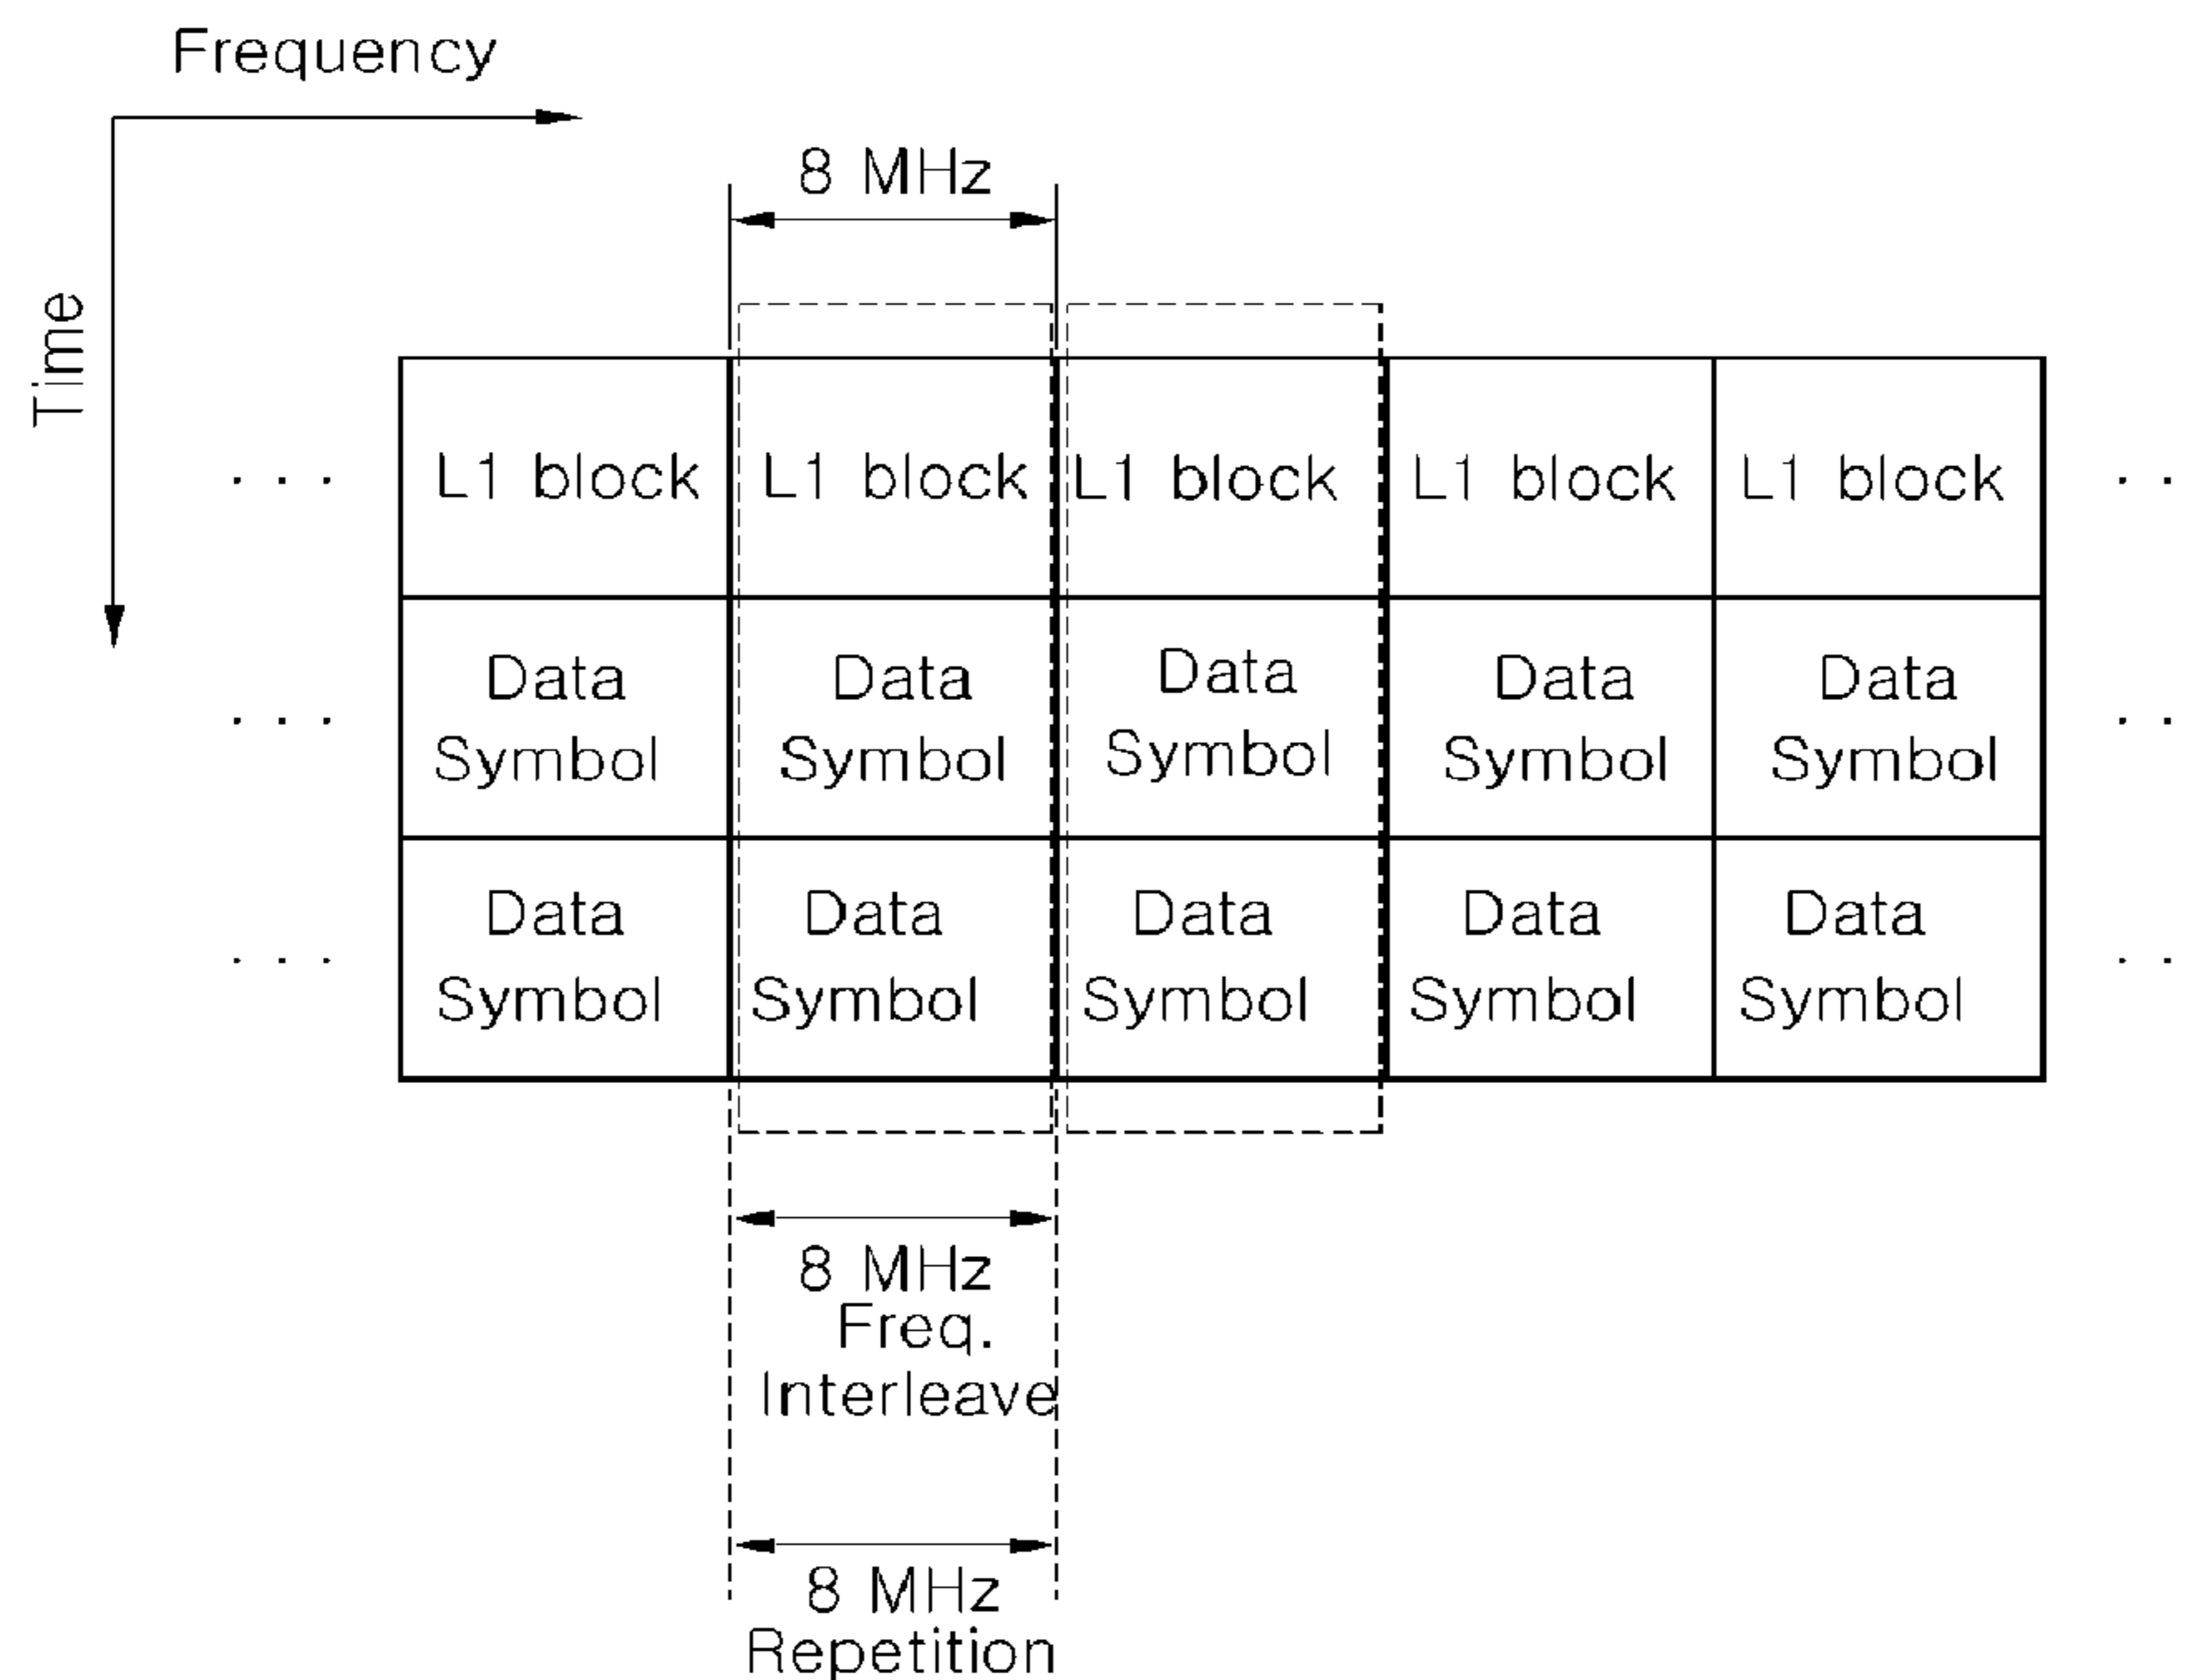 Frequency
8 MHz
Time
. . . L1 block L1 block L1 block L1 block L1 block . .
. . . Data Data Data Data Data . .
Symbol Symbol Symbol Symbol Symbol
. . . Data Data Data Data Data . .
Symbol Symbol Symbol Symbol Symbol
8 MHz
Freq.
Interleave
8 MHz
Repetition